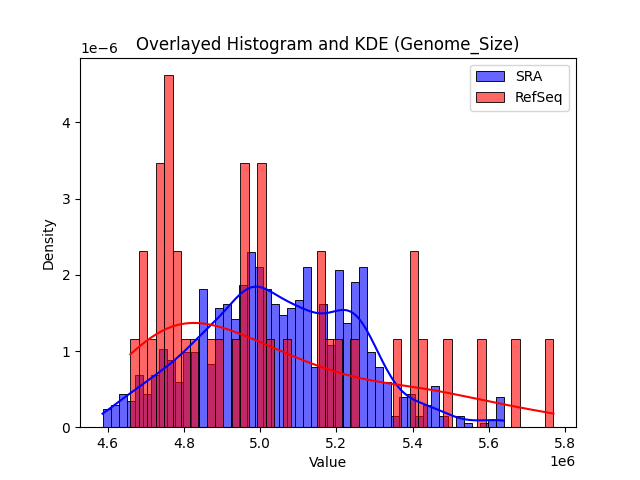 Overlayed Histogram and KDE (Genome_Size)
1e−6
SRA
RefSeq
4
3
2
1
0
Density
4.6 4.8 5.0 5.2 5.4 5.6 5.8
Value
1e6